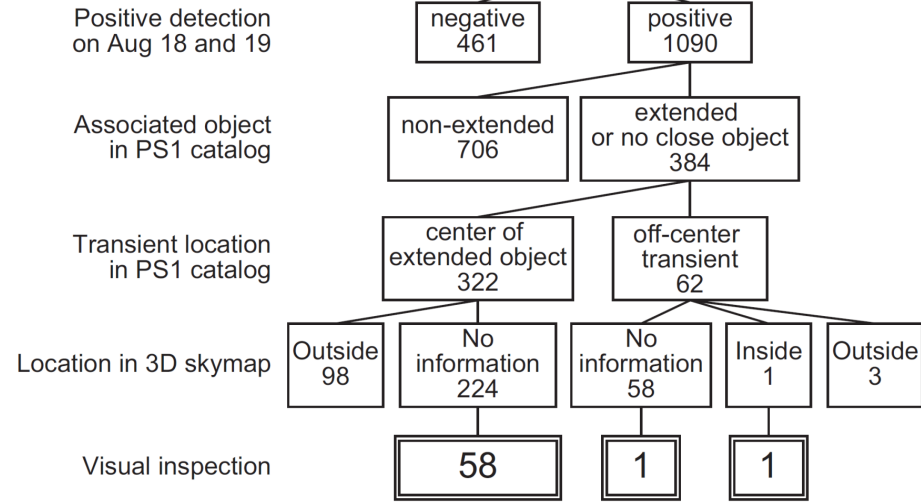 Positive detection
on Aug 18 and 19
negative
461
positive
1090
Associated object
in PS1 catalog
non-extended
706
extended
or no close object
384
Transient location
in PS1 catalog
center of
extended object
322
off-center
transient
62
Location in 3D skymap
Outside
98
No
information
224
No
information
58
Inside
1
Outside
3
Visual inspection
58
1
1